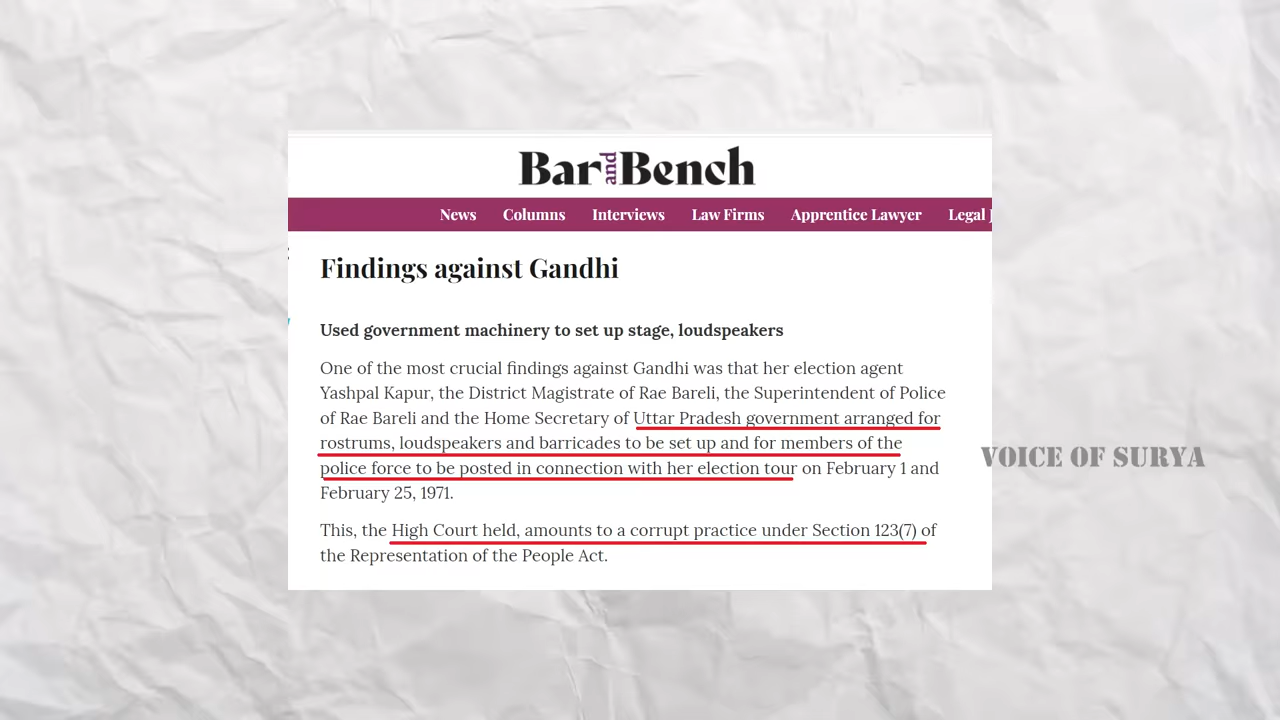 Bar and Bench
News Columns Interviews Law Firms Apprentice Lawyer Legal
Findings against Gandhi
Used government machinery to set up stage, loudspeakers
One of the most crucial findings against Gandhi was that her election agent
Yashpal Kapur, the District Magistrate of Rae Bareli, the Superintendent of Police
of Rae Bareli and the Home Secretary of Uttar Pradesh government arranged for
rostrums, loudspeakers and barricades to be set up and for members of the
police force to be posted in connection with her election tour on February 1 and
February 25, 1971.
This, the High Court held, amounts to a corrupt practice under Section 123(7) of
the Representation of the People Act.
VOICE OF SURYA